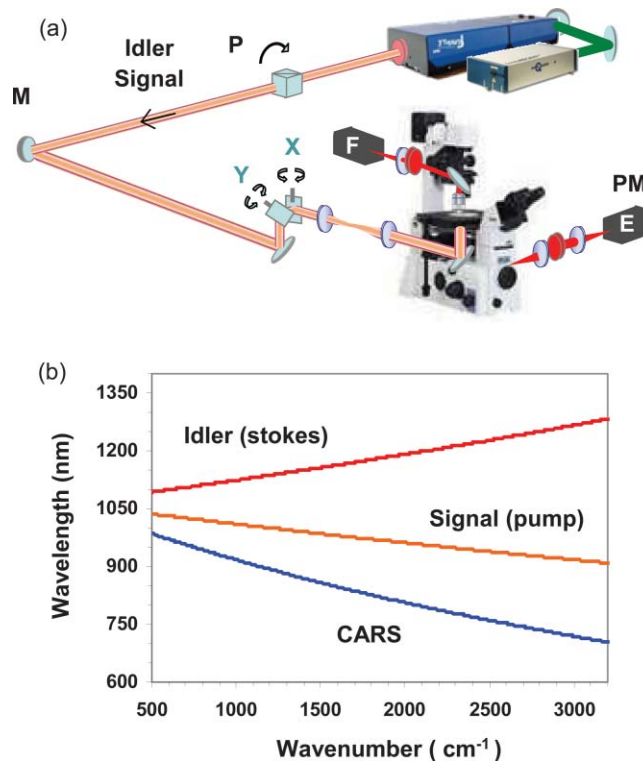 (a)
Idler
Signal
P
M
X
Y
F
PM
E
(b)
Wavelength (nm)
1350
1200
1050
900
750
600
Idler (stokes)
Signal (pump)
CARS
500
1000
1500
2000
2500
3000
Wavenumber ( cm-1 )